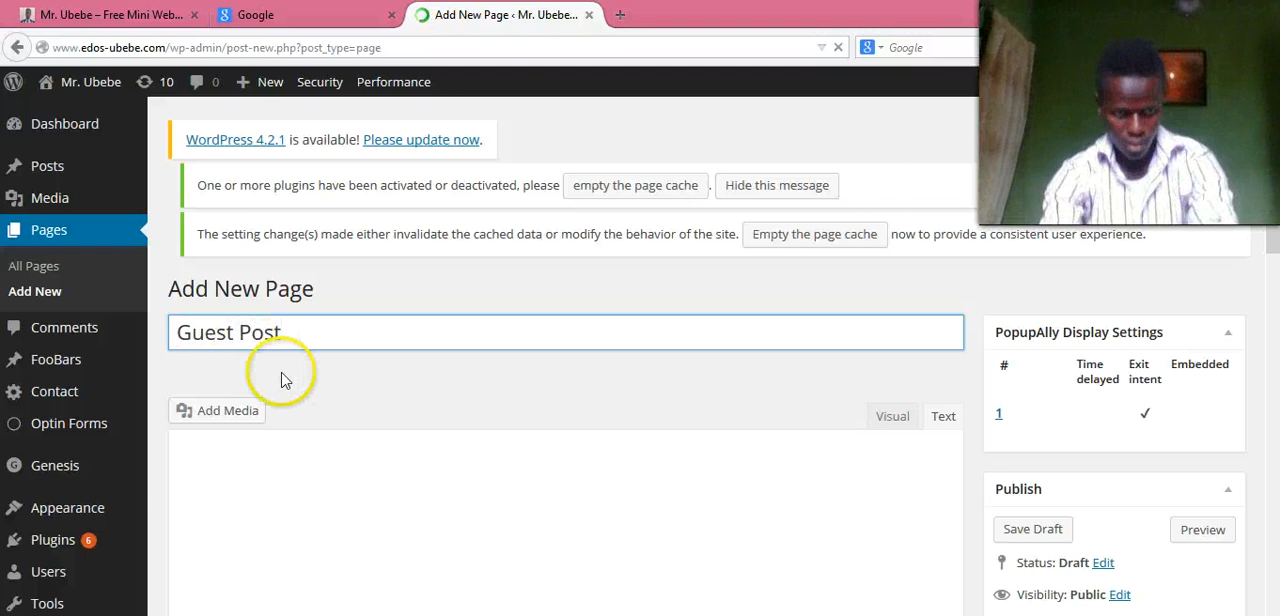 Mr. Ubebe – Free Mini Web...
Google
Add New Page ‹ Mr. Ubebe...
www.edos-ubebe.com/wp-admin/post-new.php?post_type=page
Google
Mr. Ubebe 10 0 New Security Performance
Dashboard
Posts
Media
Pages
All Pages
Add New
Comments
FooBars
Contact
Optin Forms
Genesis
Appearance
Plugins 6
Users
Tools
WordPress 4.2.1 is available! Please update now.
One or more plugins have been activated or deactivated, please empty the page cache . Hide this message
The setting change(s) made either invalidate the cached data or modify the behavior of the site. Empty the page cache now to provide a consistent user experience.
Add New Page
Guest Post
Add Media
Visual Text
PopupAlly Display Settings
# Time delayed Exit intent Embedded
1
Publish
Save Draft Preview
Status: Draft Edit
Visibility: Public Edit